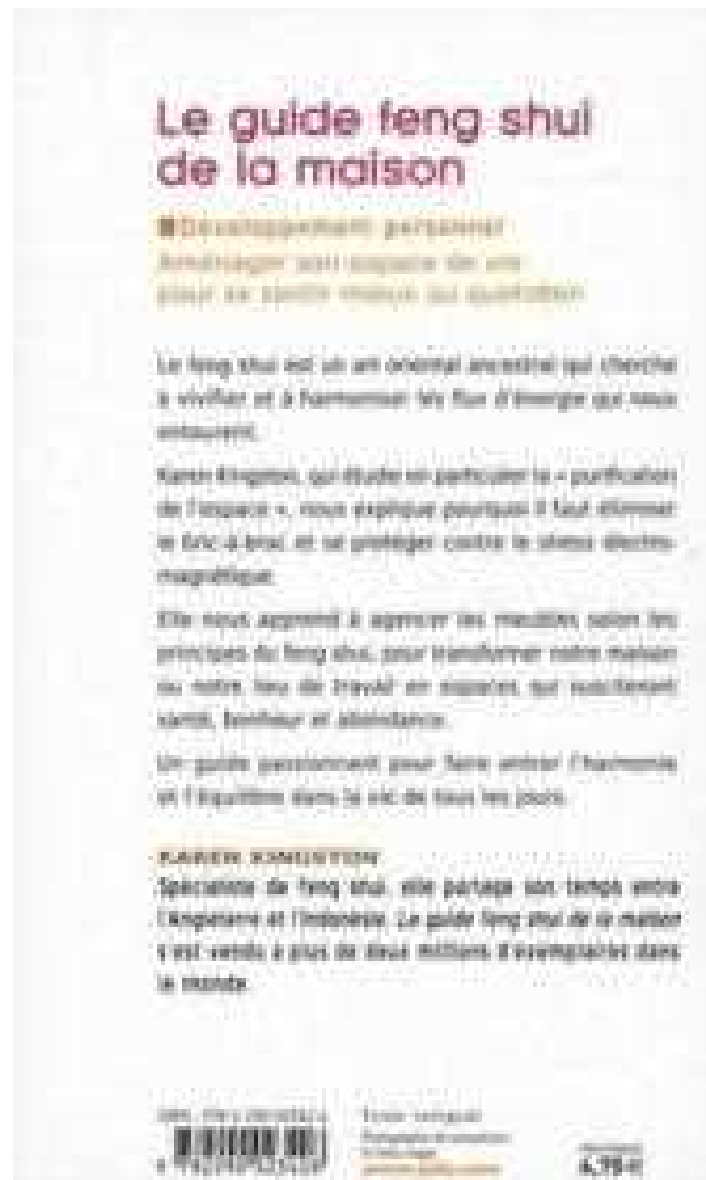 Le guide feng shui
de la maison
Développement personnel
Aménager son espace de vie
pour se sentir mieux au quotidien
Le feng shui est un art oriental ancestral qui cherche
à vivifier et à harmoniser les flux d'énergie qui nous
entourent.
Karen Kingston, qui étudie en particulier la « purification
de l'espace », nous explique pourquoi il faut éliminer
le bric-à-brac et se protéger contre le stress électro-
magnétique.
Elle nous apprend à agencer les meubles selon les
principes du feng shui, pour transformer notre maison
ou notre lieu de travail en espaces qui susciteront
santé, bonheur et abondance.
Un guide passionnant pour faire entrer l'harmonie
et l'équilibre dans la vie de tous les jours.
KAREN KINGSTON
Spécialiste de feng shui, elle partage son temps entre
l'Angleterre et l'Indonésie. Le guide feng shui de la maison
s'est vendu à plus de deux millions d'exemplaires dans
le monde.
Texte intégral